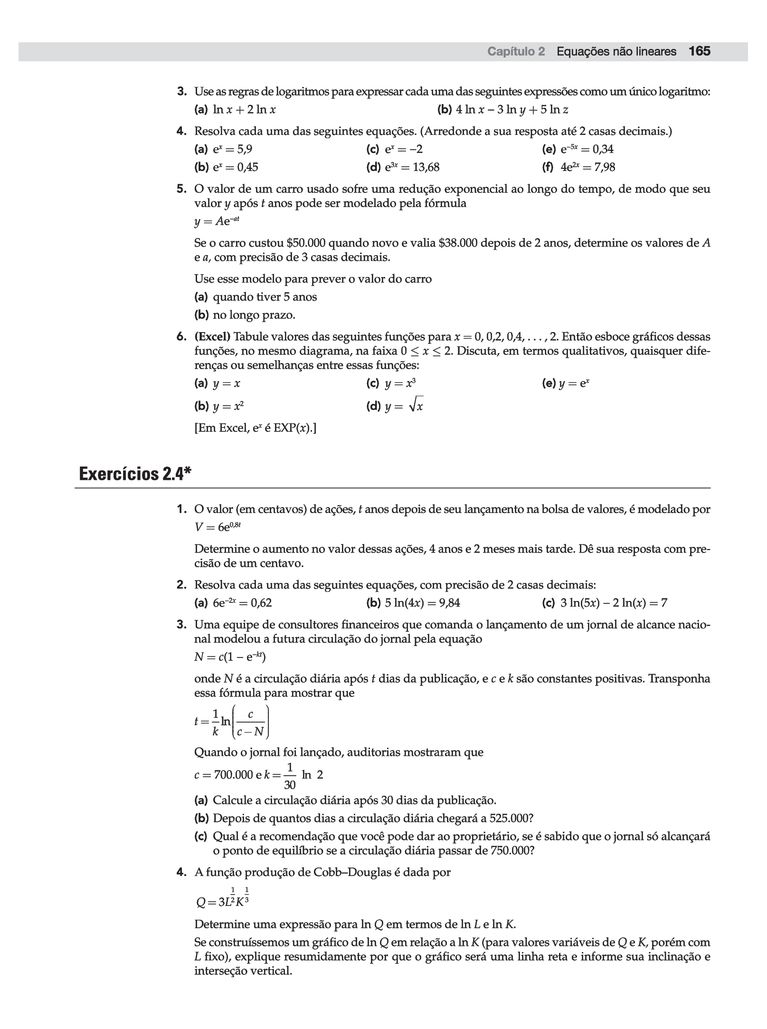 Capítulo 2 Equações não lineares 165
3. Use as regras de logaritmos para expressar cada uma das seguintes expressões como um único logaritmo:
(a) ln x + 2 ln x (b) 4 ln x – 3 ln y + 5 ln z
4. Resolva cada uma das seguintes equações. (Arredonde a sua resposta até 2 casas decimais.)
(a) eˣ = 5,9 (c) eˣ = –2 (e) e⁻⁵ˣ = 0,34
(b) eˣ = 0,45 (d) e³ˣ = 13,68 (f) 4e²ˣ = 7,98
5. O valor de um carro usado sofre uma redução exponencial ao longo do tempo, de modo que seu
valor y após t anos pode ser modelado pela fórmula
y = Ae⁻ᵃᵗ
Se o carro custou $50.000 quando novo e valia $38.000 depois de 2 anos, determine os valores de A
e a, com precisão de 3 casas decimais.
Use esse modelo para prever o valor do carro
(a) quando tiver 5 anos
(b) no longo prazo.
6. (Excel) Tabule valores das seguintes funções para x = 0, 0,2, 0,4, . . . , 2. Então esboce gráficos dessas
funções, no mesmo diagrama, na faixa 0 ≤ x ≤ 2. Discuta, em termos qualitativos, quaisquer dife-
renças ou semelhanças entre essas funções:
(a) y = x (c) y = x³ (e) y = eˣ
(b) y = x² (d) y = √x
[Em Excel, eˣ é EXP(x).]
Exercícios 2.4*
1. O valor (em centavos) de ações, t anos depois de seu lançamento na bolsa de valores, é modelado por
V = 6e^0,8t
Determine o aumento no valor dessas ações, 4 anos e 2 meses mais tarde. Dê sua resposta com pre-
cisão de um centavo.
2. Resolva cada uma das seguintes equações, com precisão de 2 casas decimais:
(a) 6e⁻²ˣ = 0,62 (b) 5 ln(4x) = 9,84 (c) 3 ln(5x) – 2 ln(x) = 7
3. Uma equipe de consultores financeiros que comanda o lançamento de um jornal de alcance nacio-
nal modelou a futura circulação do jornal pela equação
N = c(1 – e⁻ᵏᵗ)
onde N é a circulação diária após t dias da publicação, e c e k são constantes positivas. Transponha
essa fórmula para mostrar que
t = 1/k ln(c/(c – N))
Quando o jornal foi lançado, auditorias mostraram que
c = 700.000 e k = 1/30 ln 2
(a) Calcule a circulação diária após 30 dias da publicação.
(b) Depois de quantos dias a circulação diária chegará a 525.000?
(c) Qual é a recomendação que você pode dar ao proprietário, se é sabido que o jornal só alcançará
o ponto de equilíbrio se a circulação diária passar de 750.000?
4. A função produção de Cobb–Douglas é dada por
Q = 3L^(1/2) K^(1/3)
Determine uma expressão para ln Q em termos de ln L e ln K.
Se construíssemos um gráfico de ln Q em relação a ln K (para valores variáveis de Q e K, porém com
L fixo), explique resumidamente por que o gráfico será uma linha reta e informe sua inclinação e
interseção vertical.